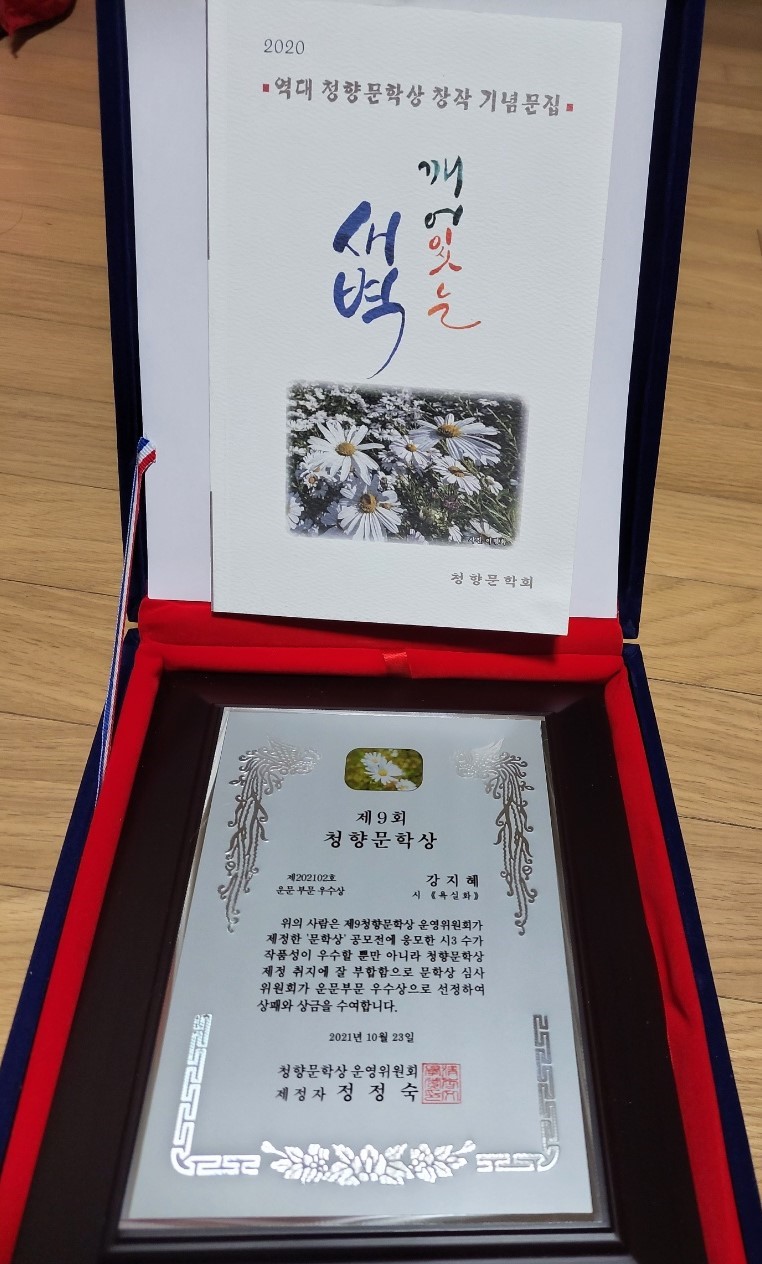 2020
역대 청향문학상 창작 기념문집
깨어있는
새벽
청향문학회
제9회
청향문학상
제202102호
운문 부문 우수상
강지혜
시 《욕실화》
위의 사람은 제9청향문학상 운영위원회가
제정한 '문학상' 공모전에 응모한 시3 수가
작품성이 우수할 뿐만 아니라 청향문학상
제정 취지에 잘 부합함으로 문학상 심사
위원회가 운문부문 우수상으로 선정하여
상패와 상금을 수여합니다.
2021년 10월 23일
청향문학상 운영위원회
제정자 정정숙